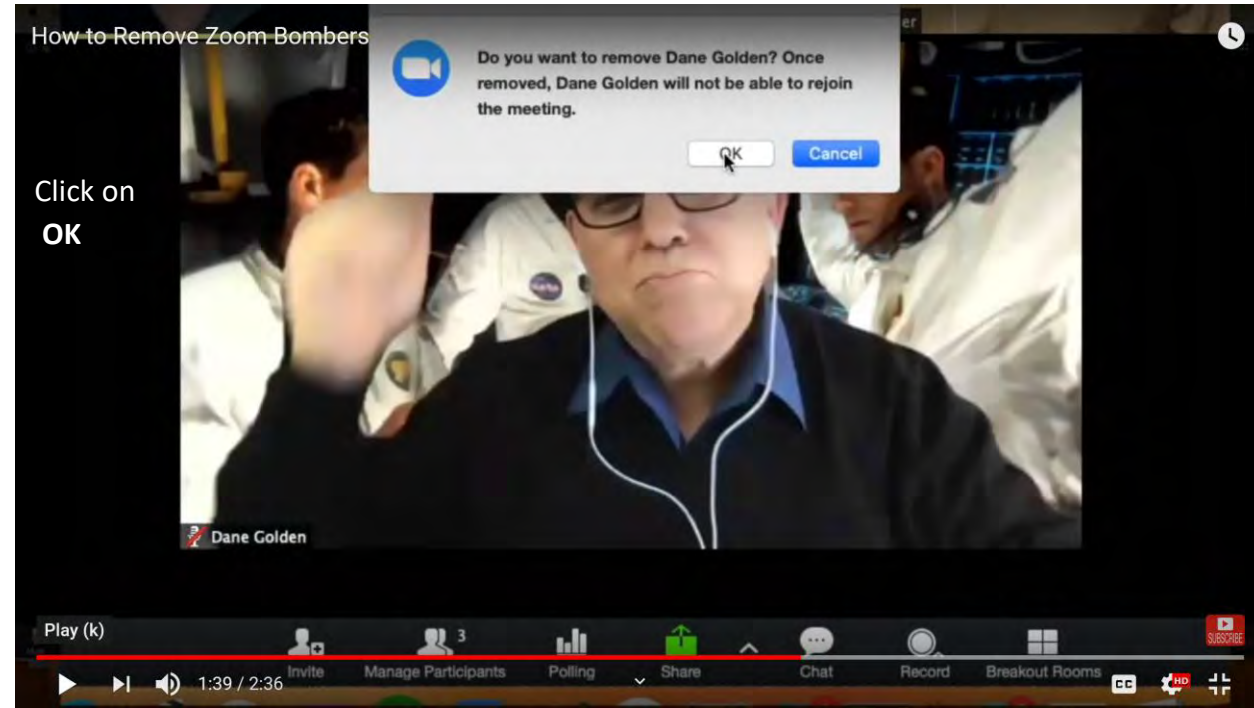 How to Remove Zoom Bombers
er
Do you want to remove Dane Golden? Once
removed, Dane Golden will not be able to rejoin
the meeting.
OK Cancel
Click on
OK
Dane Golden
Play (k)
3
Invite Manage Participants Polling Share Chat Record Breakout Rooms
SUBSCRIBE
1:39 / 2:36
CC HD